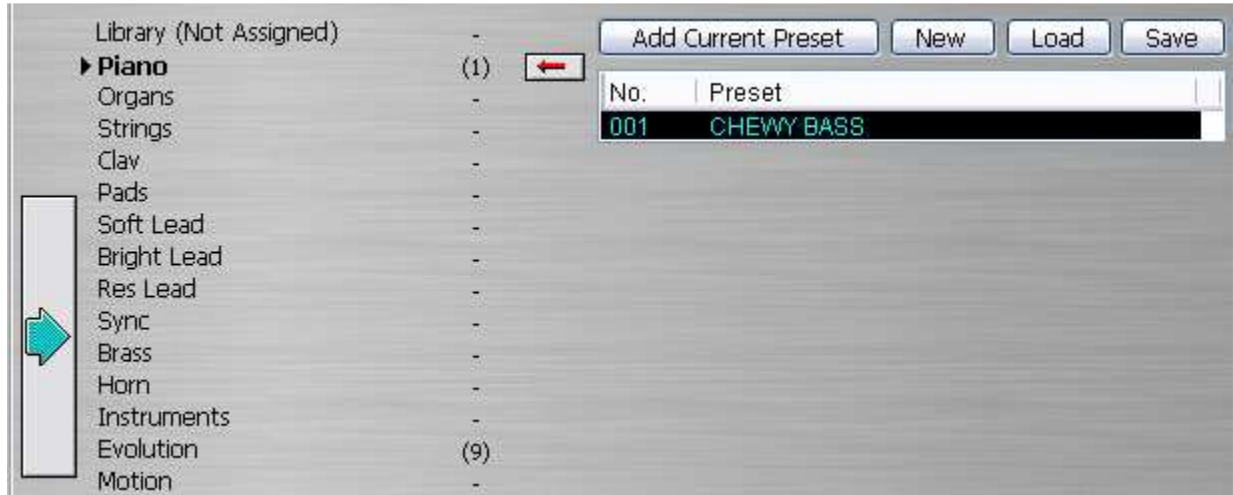 Library (Not Assigned) -
Piano (1)
Organs -
Strings -
Clav -
Pads -
Soft Lead -
Bright Lead -
Res Lead -
Sync -
Brass -
Horn -
Instruments -
Evolution (9)
Motion -
Add Current Preset New Load Save
No. Preset
001 CHEWY BASS